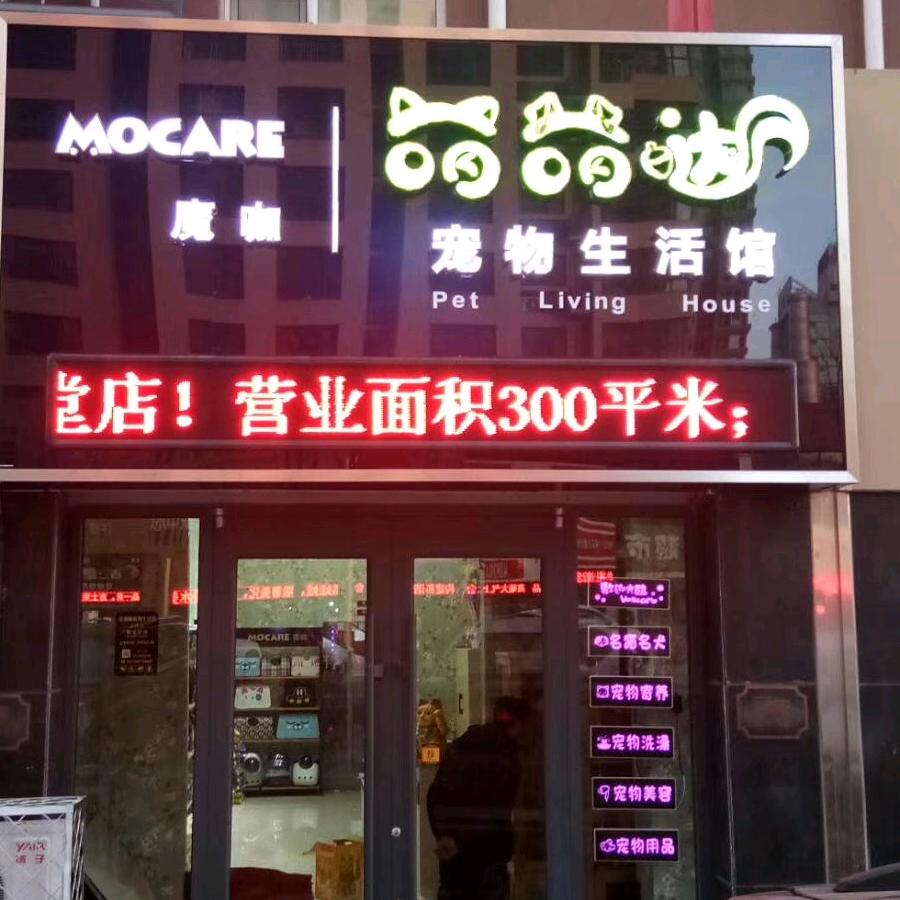 MOCARE
魔咖
萌萌哒
宠物生活馆
Pet Living House
店！营业面积300平米；
MOCARE
名宠名犬
宠物寄养
宠物洗澡
宠物美容
宠物用品